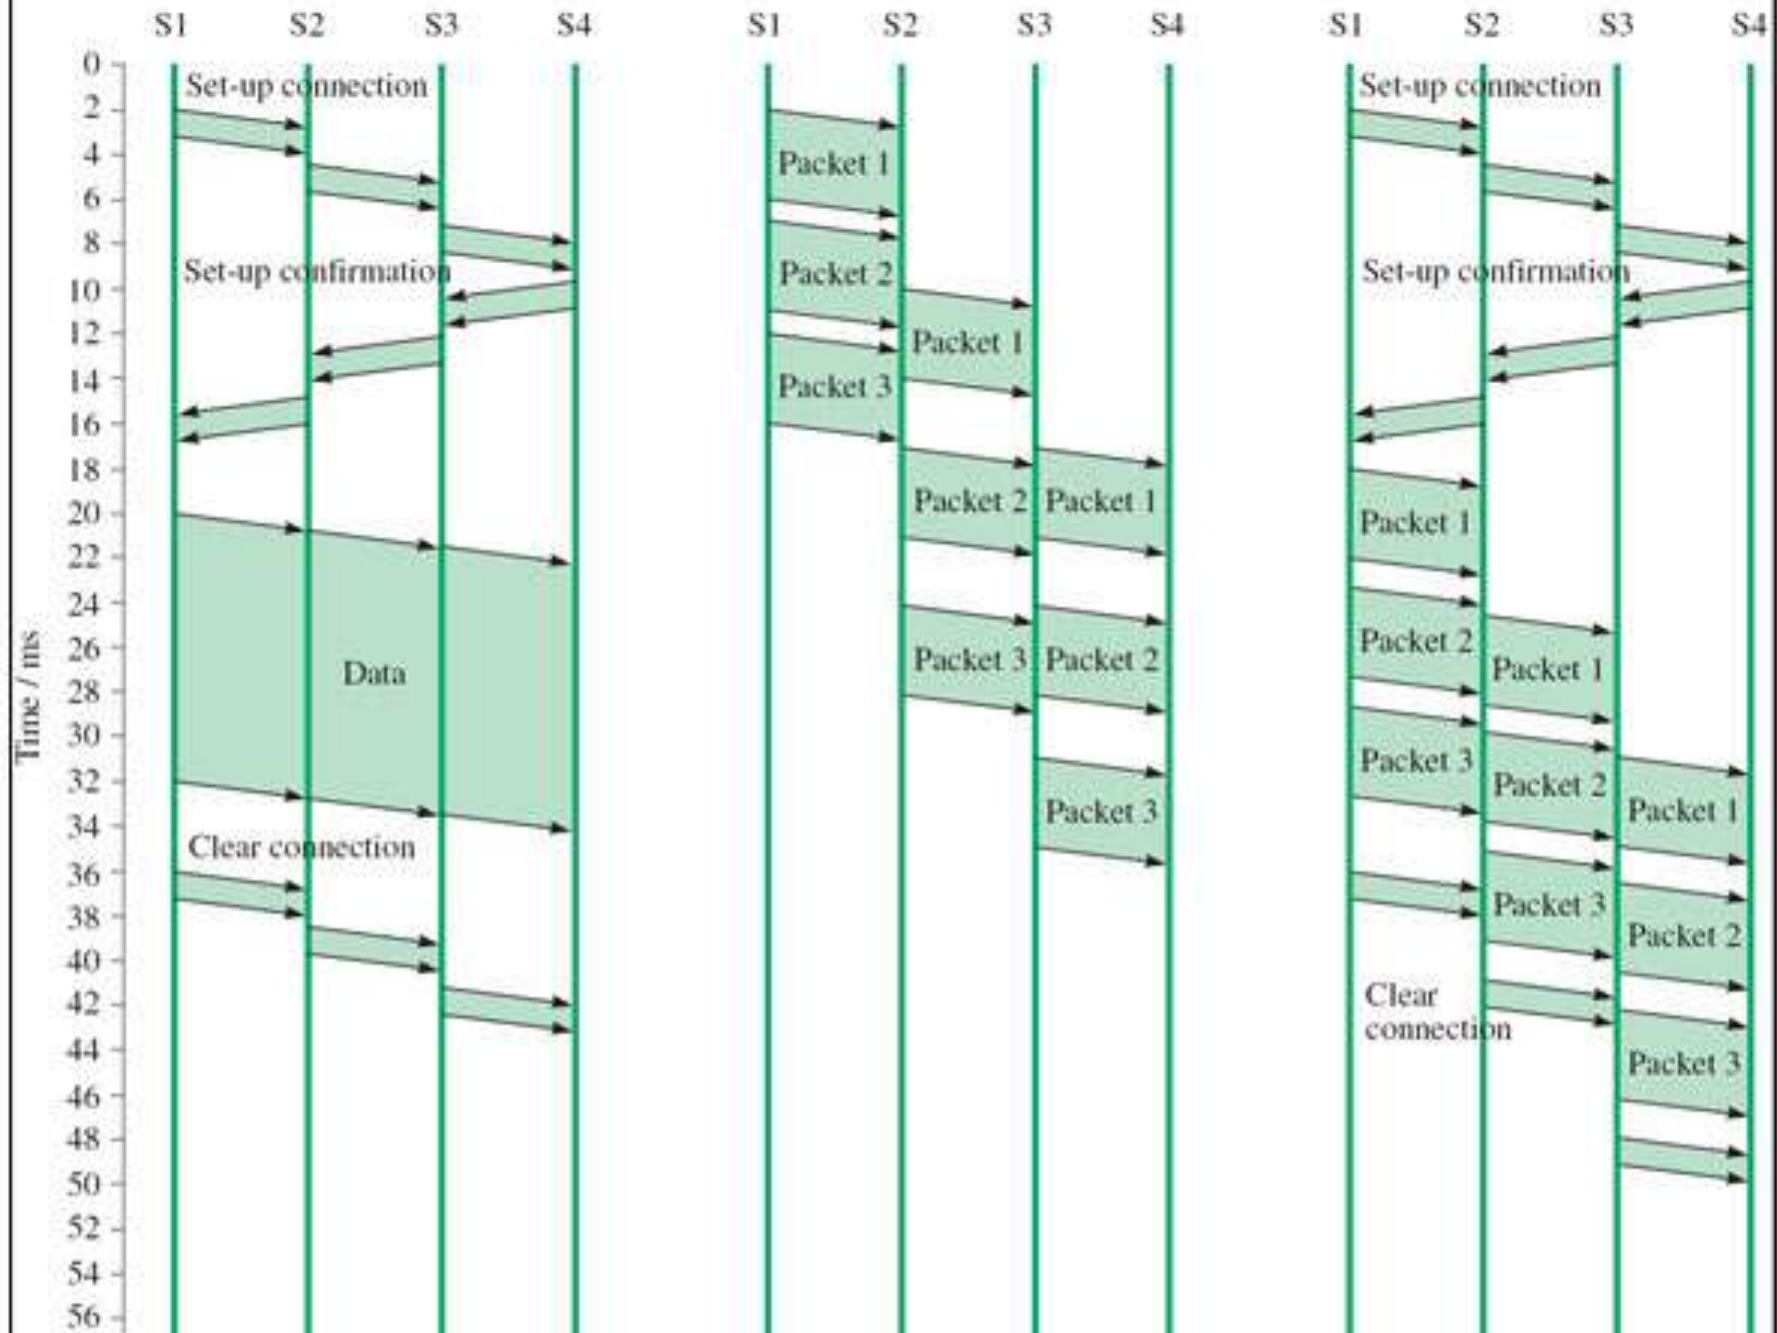 S1 S2 S3 S4 S1 S2 S3 S4 S1 S2 S3 S4
0
Set-up connection
Set-up connection
2
4
Packet 1
6
8
Set-up confirmation
Packet 2
Set-up confirmation
10
12
Packet 1
14
Packet 3
16
18
Packet 2
Packet 1
Packet 1
20
22
24
Packet 2
26
Packet 3
Packet 2
Packet 1
Data
28
30
Packet 3
Packet 2
32
Packet 3
Packet 1
34
Clear connection
36
Packet 3
38
Packet 2
40
Clear
connection
42
44
Packet 3
46
48
50
52
54
56
Time / ms